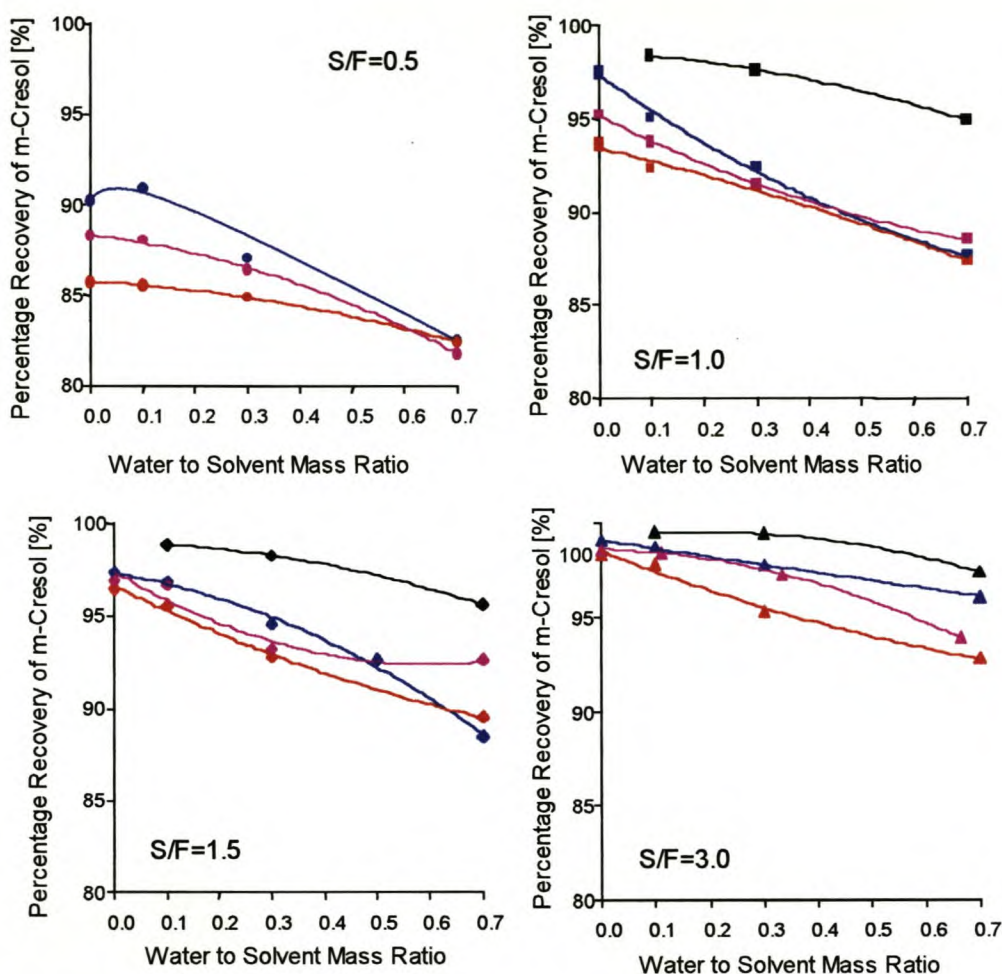 Percentage Recovery of m-Cresol [%]
100
95
90
85
80
S/F=0.5
0.0 0.1 0.2 0.3 0.4 0.5 0.6 0.7
Water to Solvent Mass Ratio
Percentage Recovery of m-Cresol [%]
100
95
90
85
80
S/F=1.0
0.0 0.1 0.2 0.3 0.4 0.5 0.6 0.7
Water to Solvent Mass Ratio
Percentage Recovery of m-Cresol [%]
100
95
90
85
80
S/F=1.5
0.0 0.1 0.2 0.3 0.4 0.5 0.6 0.7
Water to Solvent Mass Ratio
Percentage Recovery of m-Cresol [%]
100
95
90
85
80
S/F=3.0
0.0 0.1 0.2 0.3 0.4 0.5 0.6 0.7
Water to Solvent Mass Ratio